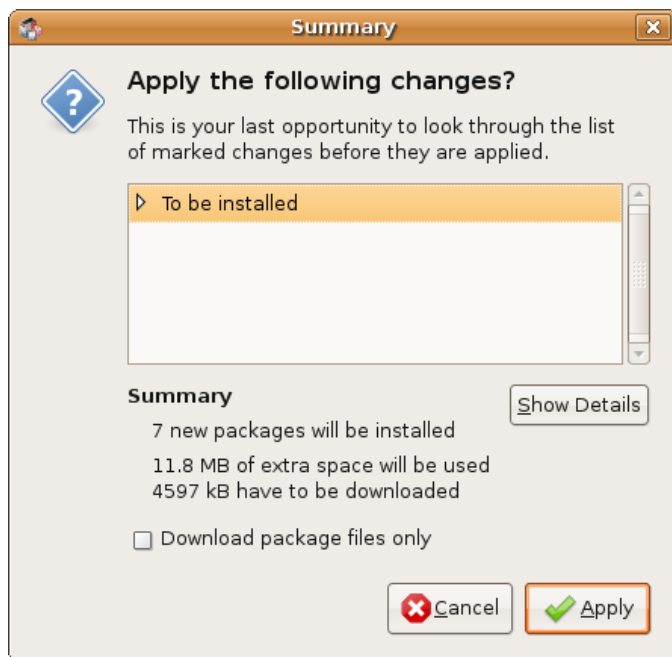 Summary
Apply the following changes?
This is your last opportunity to look through the list
of marked changes before they are applied.
To be installed
Summary
Show Details
7 new packages will be installed
11.8 MB of extra space will be used
4597 kB have to be downloaded
Download package files only
Cancel
Apply